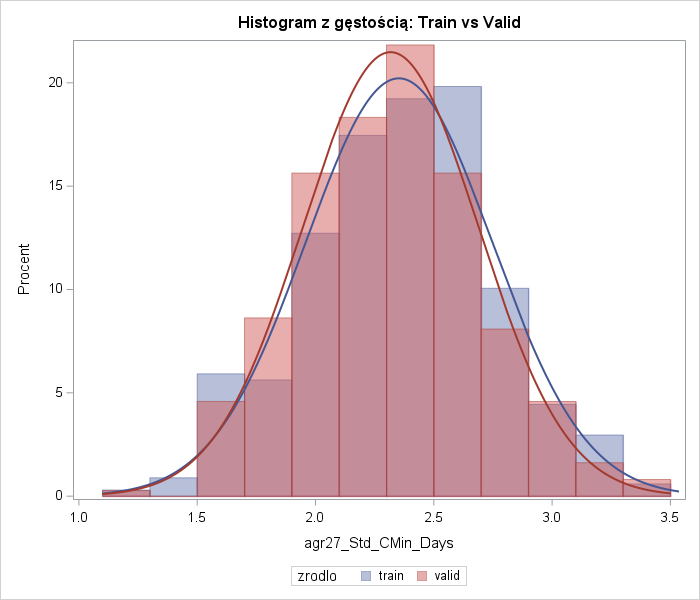 Histogram z gęstością: Train vs Valid
Procent
20
15
10
5
0
1.0 1.5 2.0 2.5 3.0 3.5
agr27_Std_CMin_Days
zrodlo train valid